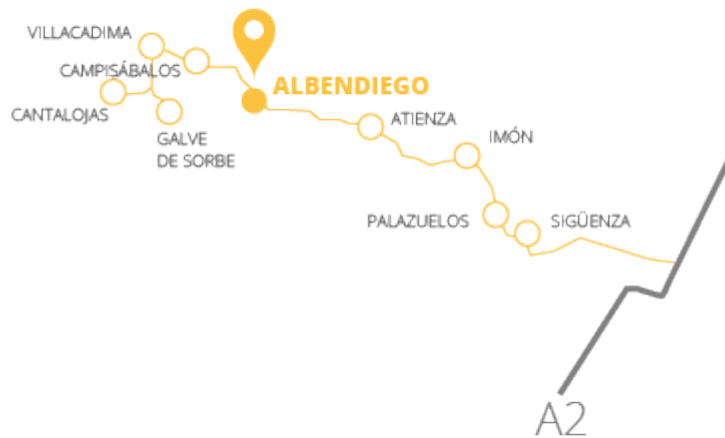 VILLACADIMA
CAMPISÁBALOS
ALBENDIEGO
CANTALOJAS
ATIENZA
GALVE
DE SORBE
IMÓN
PALAZUELOS
SIGÜENZA
A2